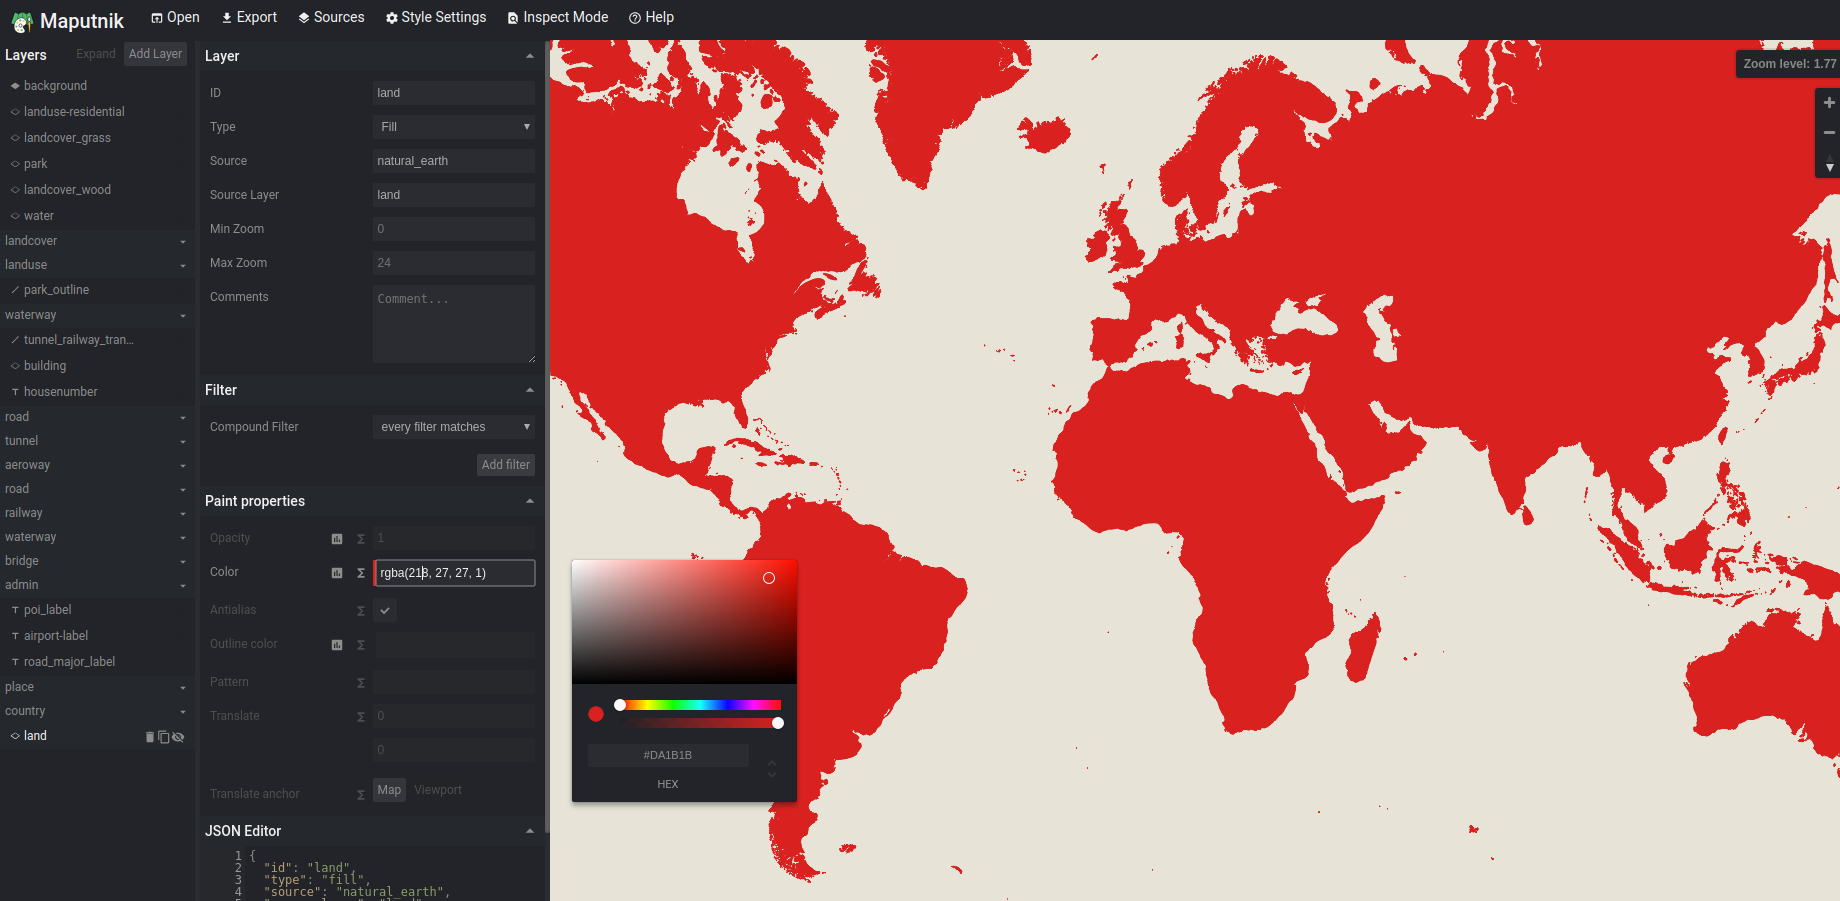 Maputnik
Open
Export
Sources
Style Settings
Inspect Mode
Help
Layers
Expand
Add Layer
background
landuse-residential
landcover_grass
park
landcover_wood
water
landcover
landuse
park_outline
waterway
tunnel_railway_tran...
building
housenumber
road
tunnel
aeroway
road
railway
waterway
bridge
admin
poi_label
airport-label
road_major_label
place
country
land
Layer
ID
land
Type
Fill
Source
natural_earth
Source Layer
land
Min Zoom
0
Max Zoom
24
Comments
Comment...
Filter
Compound Filter
every filter matches
Add filter
Paint properties
Opacity
1
Color
rgba(218, 27, 27, 1)
Antialias
Outline color
Pattern
Translate
0
0
Translate anchor
Map
Viewport
JSON Editor
1 {
2 "id": "land",
3 "type": "fill",
4 "source": "natural_earth",
#DA1B1B
HEX
Zoom level: 1.77